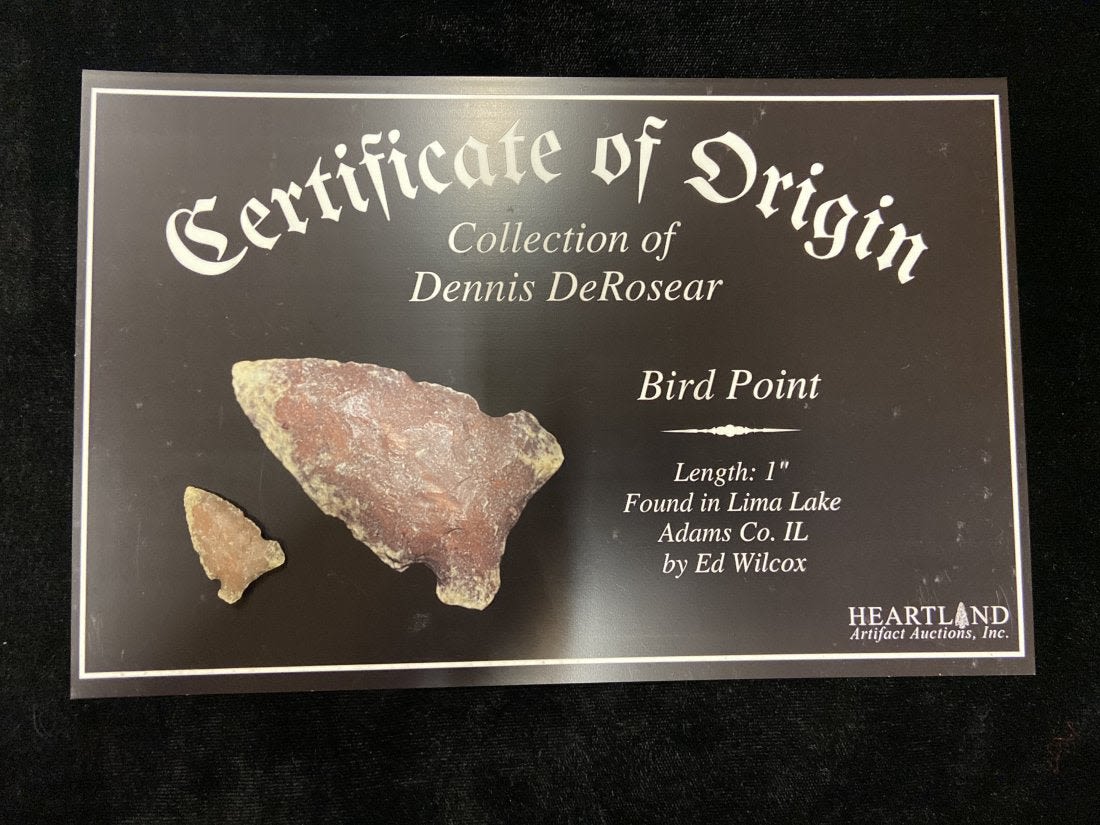 Certificate of Origin
Collection of
Dennis DeRosear
Bird Point
Length: 1"
Found in Lima Lake
Adams Co. IL
by Ed Wilcox
HEARTLAND
Artifact Auctions, Inc.